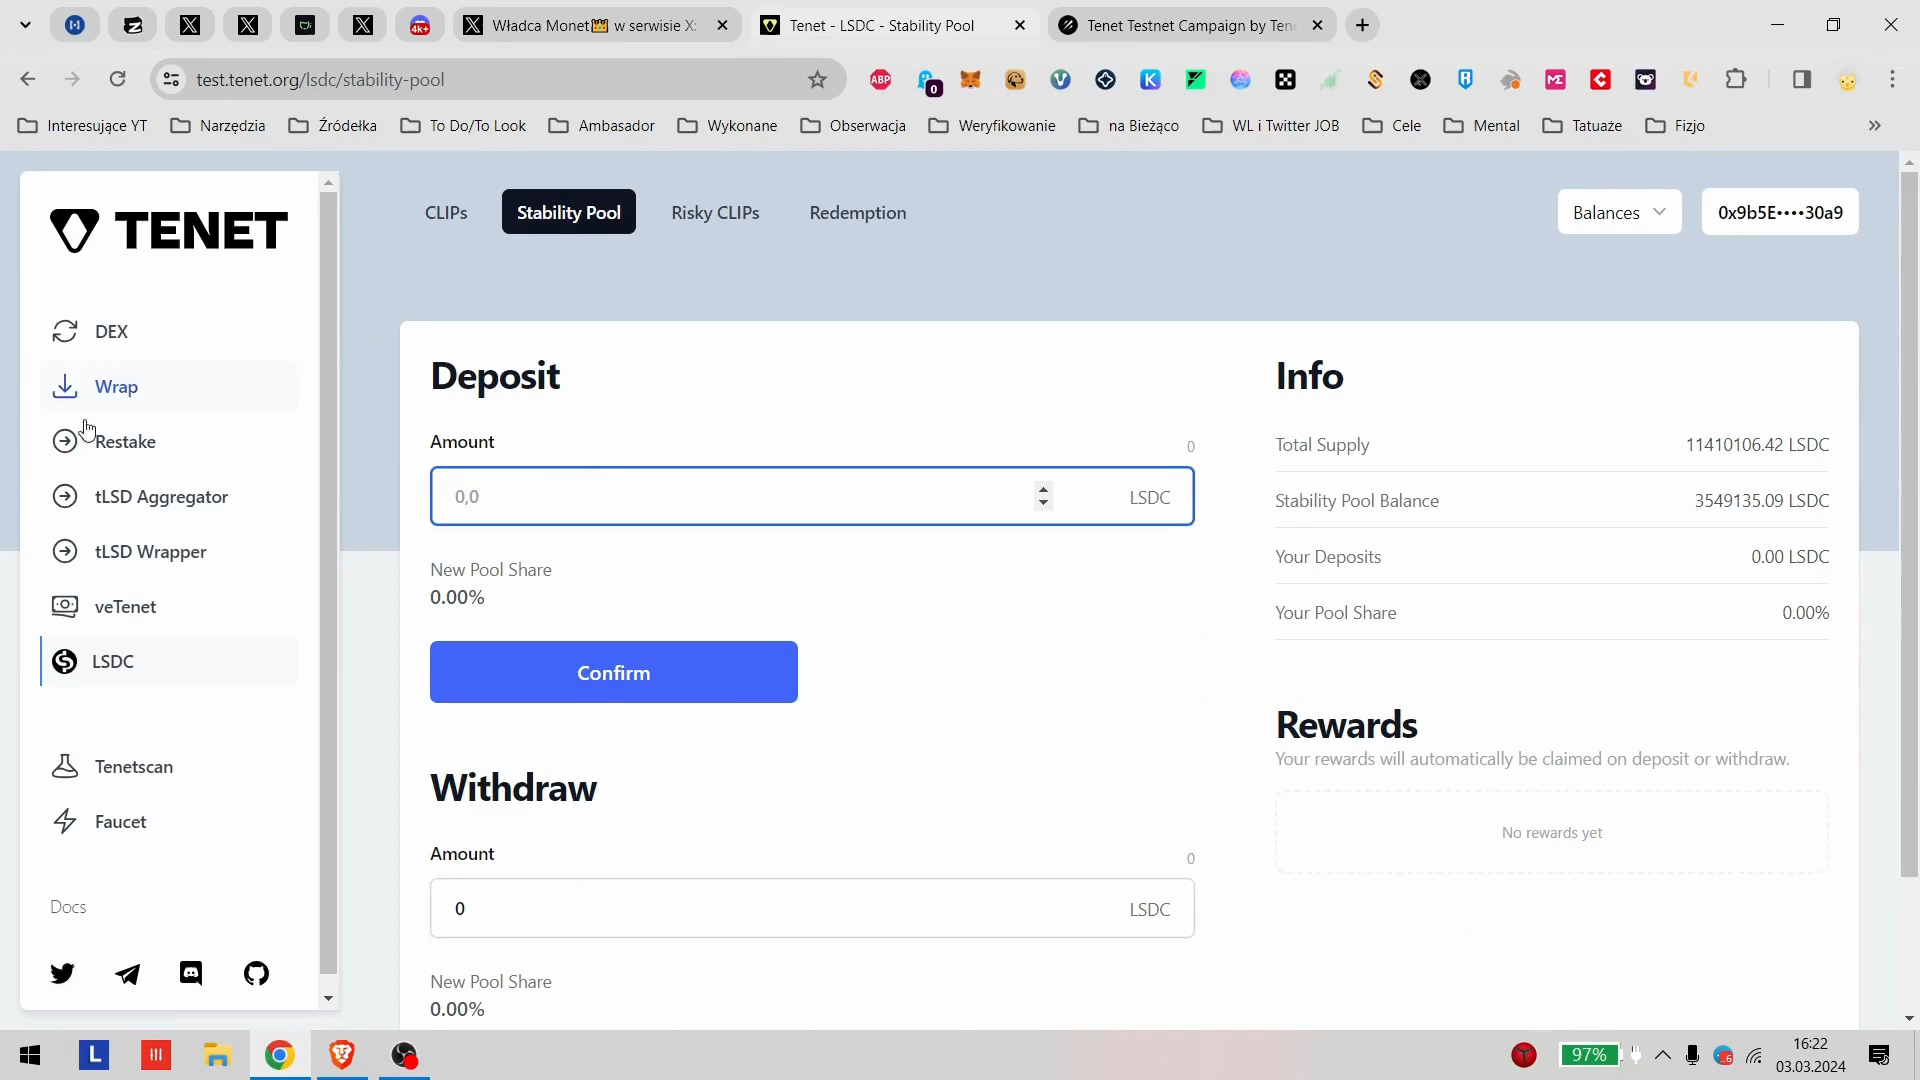 Władca Monet👑 w serwisie X:
Tenet - LSDC - Stability Pool
Tenet Testnet Campaign by Tene
4k+
test.tenet.org/lsdc/stability-pool
ABP
0
Interesujące YT
Narzędzia
Źródełka
To Do/To Look
Ambasador
Wykonane
Obserwacja
Weryfikowanie
na Bieżąco
WL i Twitter JOB
Cele
Mental
Tatuaże
Fizjo
TENET
CLIPs
Stability Pool
Risky CLIPs
Redemption
Balances
0x9b5E••••30a9
DEX
Wrap
Restake
tLSD Aggregator
tLSD Wrapper
veTenet
LSDC
Tenetscan
Faucet
Docs
Deposit
Amount
0
0,0
LSDC
New Pool Share
0.00%
Confirm
Withdraw
Amount
0
0
LSDC
New Pool Share
0.00%
Info
Total Supply 11410106.42 LSDC
Stability Pool Balance 3549135.09 LSDC
Your Deposits 0.00 LSDC
Your Pool Share 0.00%
Rewards
Your rewards will automatically be claimed on deposit or withdraw.
No rewards yet
L
97%
16:22
03.03.2024